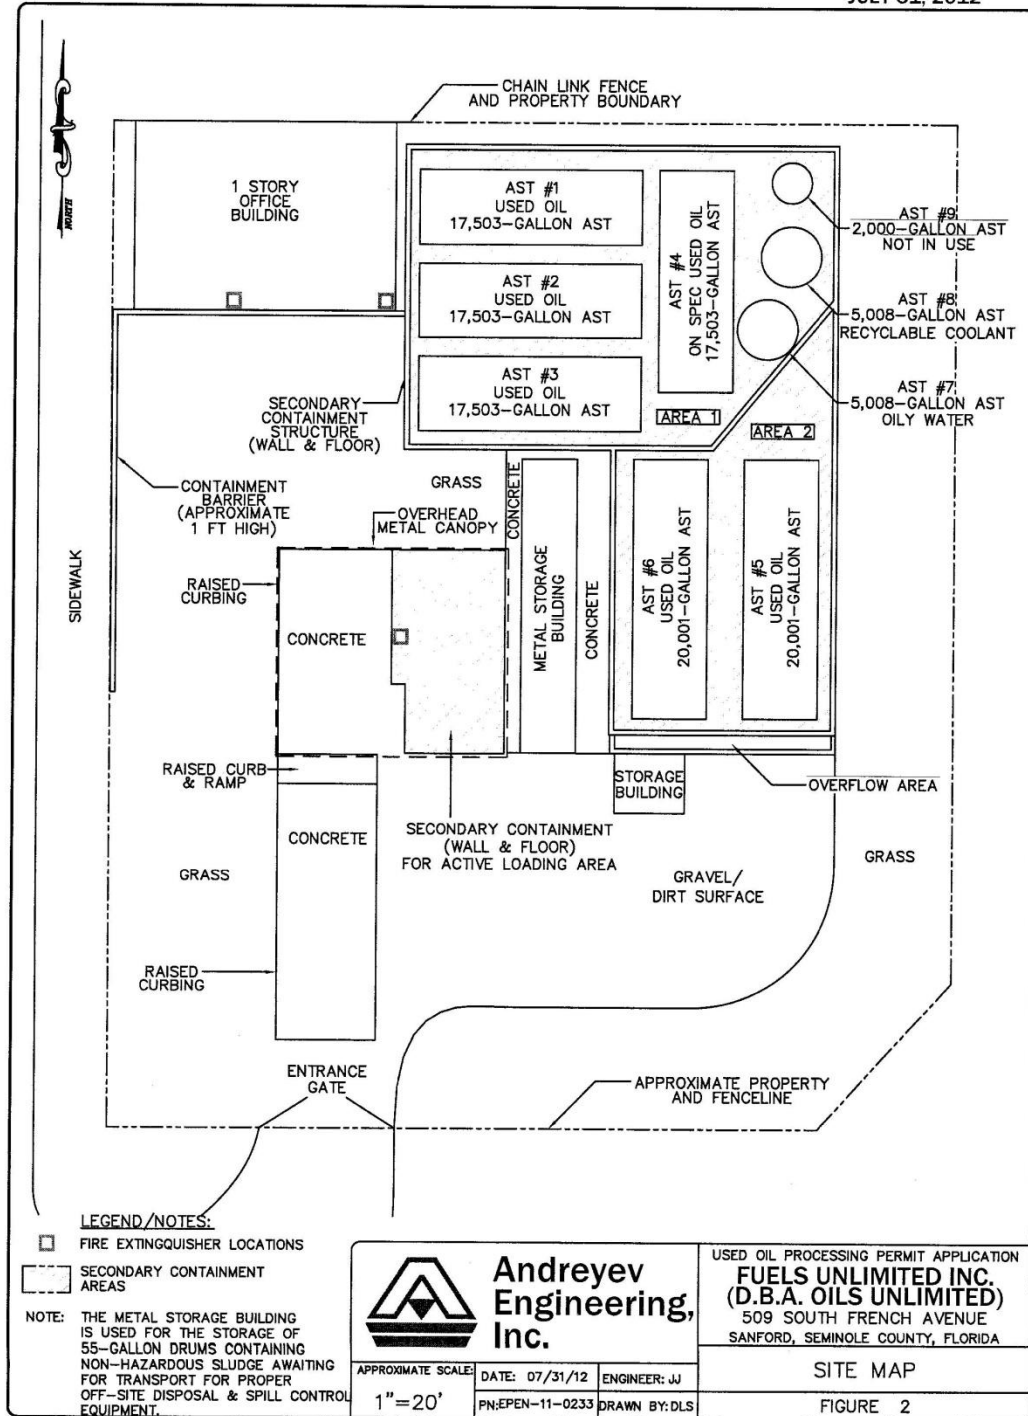 JULY 31, 2012
CHAIN LINK FENCE
AND PROPERTY BOUNDARY
NORTH
1 STORY
OFFICE
BUILDING
AST #1
USED OIL
17,503-GALLON AST
AST #2
USED OIL
17,503-GALLON AST
AST #3
USED OIL
17,503-GALLON AST
AST #4
ON SPEC USED OIL
17,503-GALLON AST
AST #9
2,000-GALLON AST
NOT IN USE
AST #8
5,008-GALLON AST
RECYCLABLE COOLANT
AST #7
5,008-GALLON AST
OILY WATER
AREA 1
AREA 2
SECONDARY
CONTAINMENT
STRUCTURE
(WALL & FLOOR)
CONTAINMENT
BARRIER
(APPROXIMATE
1 FT HIGH)
GRASS
OVERHEAD
METAL CANOPY
CONCRETE
SIDEWALK
RAISED
CURBING
CONCRETE
METAL STORAGE
BUILDING
CONCRETE
AST #6
USED OIL
20,001-GALLON AST
AST #5
USED OIL
20,001-GALLON AST
RAISED CURB
& RAMP
STORAGE
BUILDING
OVERFLOW AREA
CONCRETE
SECONDARY CONTAINMENT
(WALL & FLOOR)
FOR ACTIVE LOADING AREA
GRASS
GRAVEL/
DIRT SURFACE
GRASS
RAISED
CURBING
ENTRANCE
GATE
APPROXIMATE PROPERTY
AND FENCELINE
LEGEND/NOTES:
FIRE EXTINGQUISHER LOCATIONS
SECONDARY CONTAINMENT
AREAS
NOTE: THE METAL STORAGE BUILDING
IS USED FOR THE STORAGE OF
55-GALLON DRUMS CONTAINING
NON-HAZARDOUS SLUDGE AWAITING
FOR TRANSPORT FOR PROPER
OFF-SITE DISPOSAL & SPILL CONTROL
EQUIPMENT.
Andreyev
Engineering,
Inc.
APPROXIMATE SCALE:
1"=20'
DATE: 07/31/12
ENGINEER: JJ
PN:EPEN-11-0233
DRAWN BY: DLS
USED OIL PROCESSING PERMIT APPLICATION
FUELS UNLIMITED INC.
(D.B.A. OILS UNLIMITED)
509 SOUTH FRENCH AVENUE
SANFORD, SEMINOLE COUNTY, FLORIDA
SITE MAP
FIGURE 2